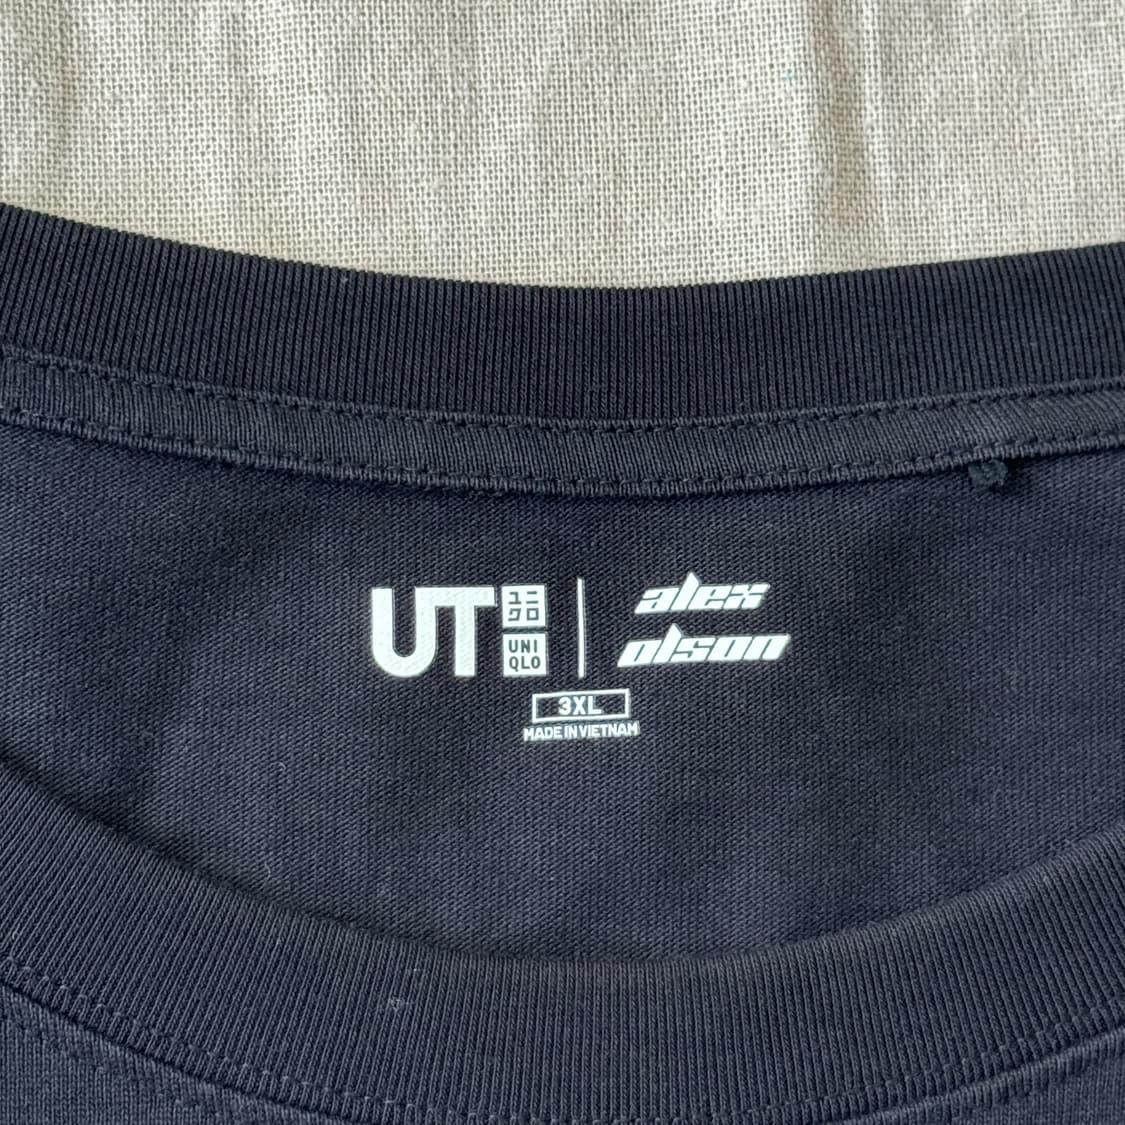 UT
ユニ
クロ
UNI
QLO
alex
olson
3XL
MADE IN VIETNAM